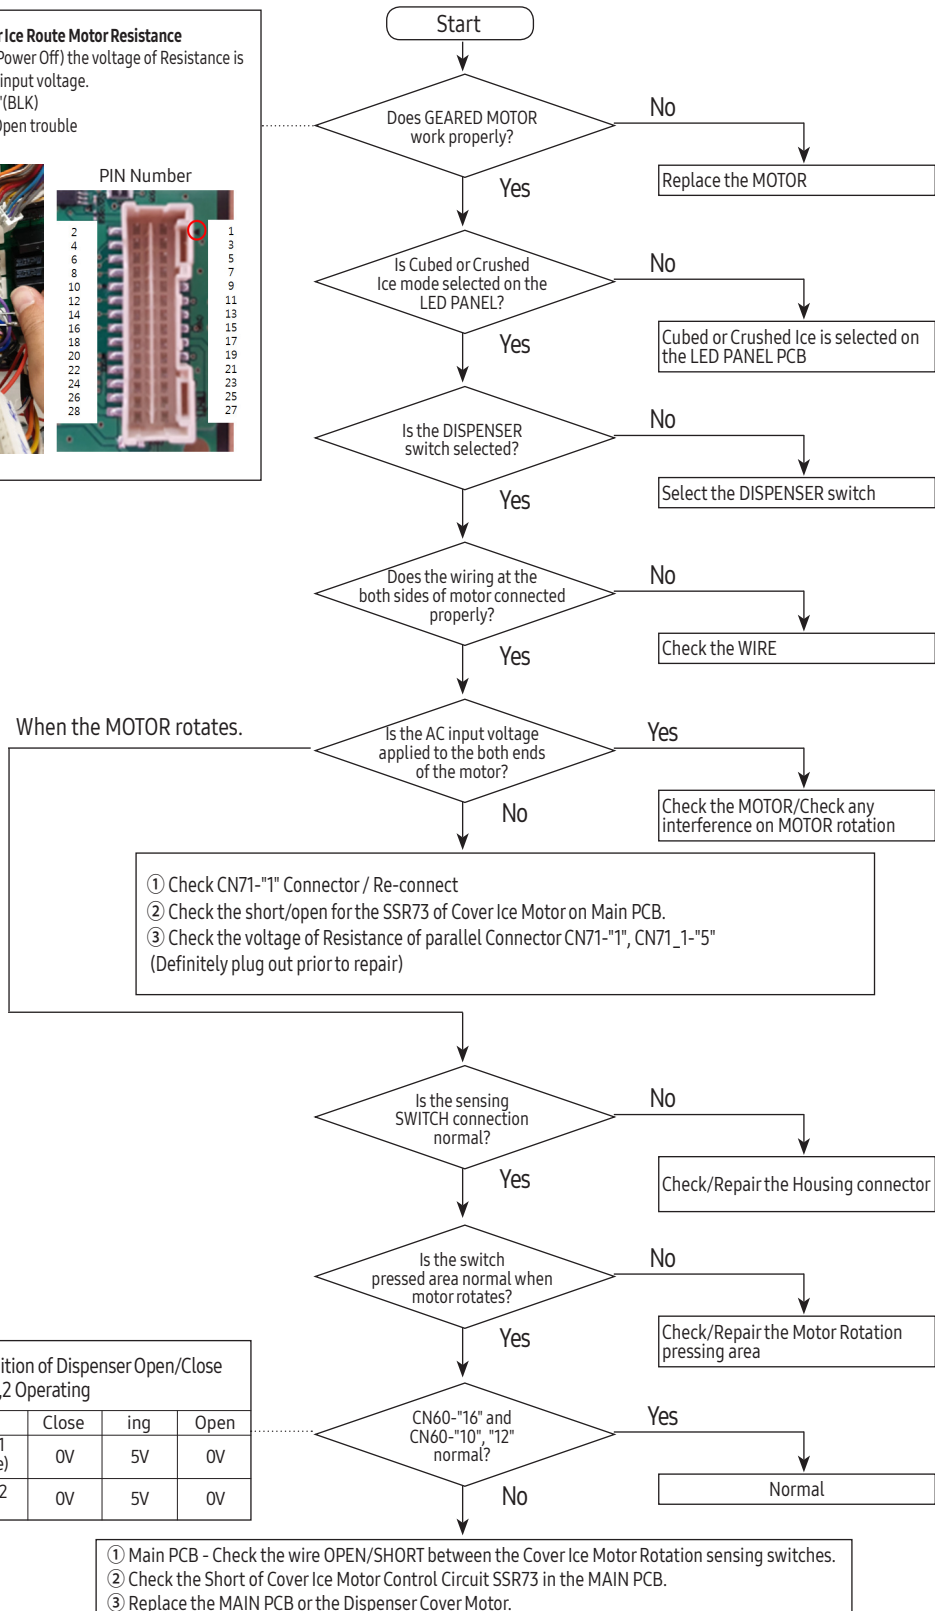 Start
r Ice Route Motor Resistance
Power Off) the voltage of Resistance is
input voltage.
"(BLK)
Open trouble
PIN Number
2 1
4 3
6 5
8 7
10 9
12 11
14 13
16 15
18 17
20 19
22 21
24 23
26 25
28 27
Does GEARED MOTOR
work properly?
No
Replace the MOTOR
Yes
Is Cubed or Crushed
Ice mode selected on the
LED PANEL?
No
Cubed or Crushed Ice is selected on
the LED PANEL PCB
Yes
Is the DISPENSER
switch selected?
No
Select the DISPENSER switch
Yes
Does the wiring at the
both sides of motor connected
properly?
No
Check the WIRE
Yes
When the MOTOR rotates.
Is the AC input voltage
applied to the both ends
of the motor?
Yes
Check the MOTOR/Check any
interference on MOTOR rotation
No
① Check CN71-"1" Connector / Re-connect
② Check the short/open for the SSR73 of Cover Ice Motor on Main PCB.
③ Check the voltage of Resistance of parallel Connector CN71-"1", CN71_1-"5"
(Definitely plug out prior to repair)
Is the sensing
SWITCH connection
normal?
No
Check/Repair the Housing connector
Yes
Is the switch
pressed area normal when
motor rotates?
No
Check/Repair the Motor Rotation
pressing area
Yes
ition of Dispenser Open/Close
,2 Operating
Close ing Open
1
e) 0V 5V 0V
2 0V 5V 0V
CN60-"16" and
CN60-"10", "12"
normal?
Yes
Normal
No
① Main PCB - Check the wire OPEN/SHORT between the Cover Ice Motor Rotation sensing switches.
② Check the Short of Cover Ice Motor Control Circuit SSR73 in the MAIN PCB.
③ Replace the MAIN PCB or the Dispenser Cover Motor.